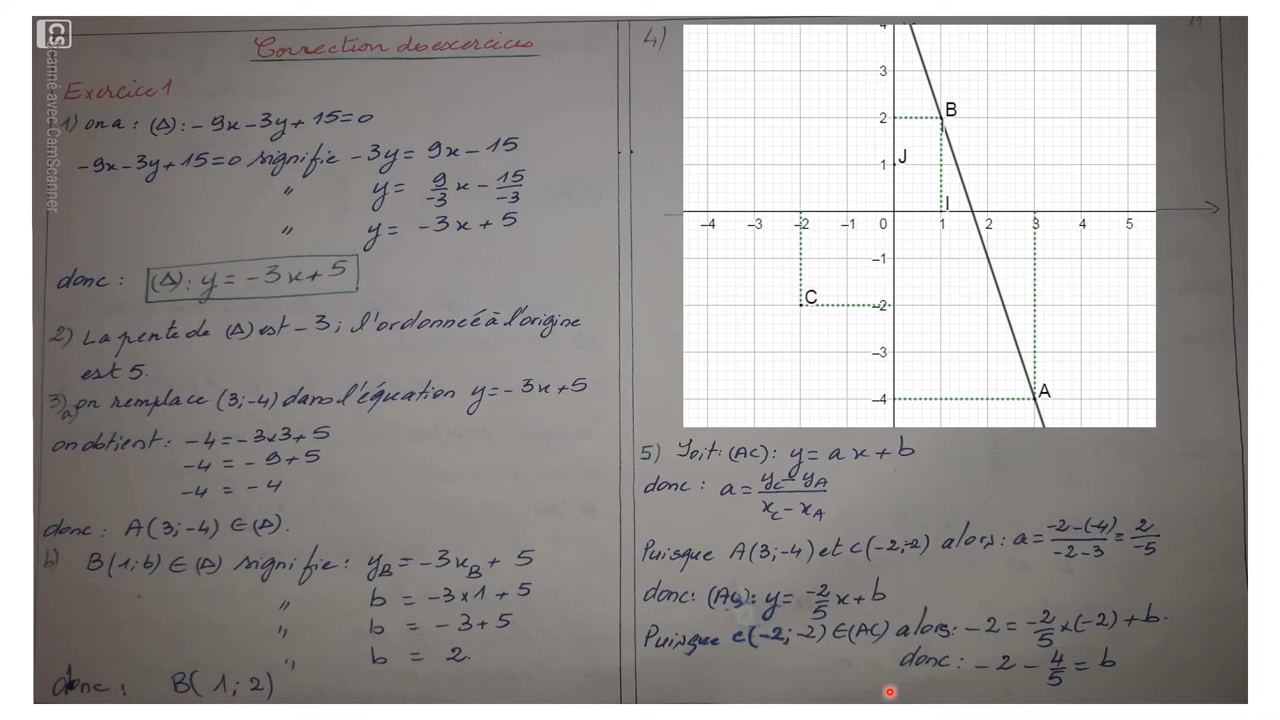 CS
Scanné avec CamScanner
Correction des exercices
Exercice 1
1) on a : (Δ) : -9x-3y+15=0
-9x-3y+15=0 signifie -3y = 9x-15
" y = 9/-3 x - 15/-3
" y = -3x+5
donc : (Δ) : y = -3x+5
2) La pente de (Δ) est -3 ; l'ordonnée à l'origine
est 5.
3) a) on remplace (3;-4) dans l'équation y=-3x+5
on obtient : -4 = -3×3+5
-4 = -9+5
-4 = -4
donc : A(3;-4) ∈ (Δ).
b) B(1;b) ∈ (Δ) signifie : yB = -3xB + 5
" b = -3×1+5
" b = -3+5
" b = 2
donc : B(1;2)
4)
4
3
2
B
1
J
I
-4 -3 -2 -1 0 1 2 3 4 5
-1
C
-2
-3
A
-4
5) Soit : (AC) : y = ax+b
donc : a = yC-yA/xC-xA
Puisque A(3;-4) et C(-2;-2) alors : a = -2-(-4)/-2-3 = 2/-5
donc : (AC) : y = -2/5 x+b
Puisque C(-2;-2) ∈ (AC) alors : -2 = -2/5 ×(-2)+b.
donc : -2 - 4/5 = b